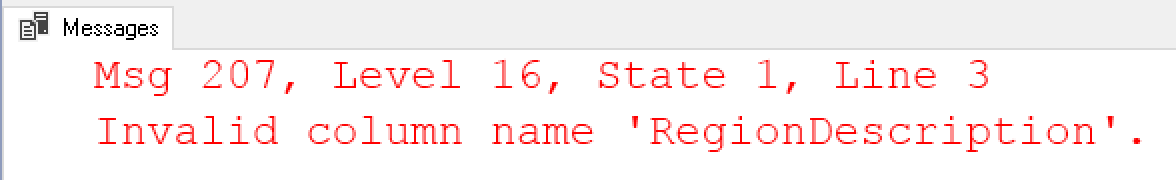 Messages
Msg 207, Level 16, State 1, Line 3
Invalid column name 'RegionDescription'.